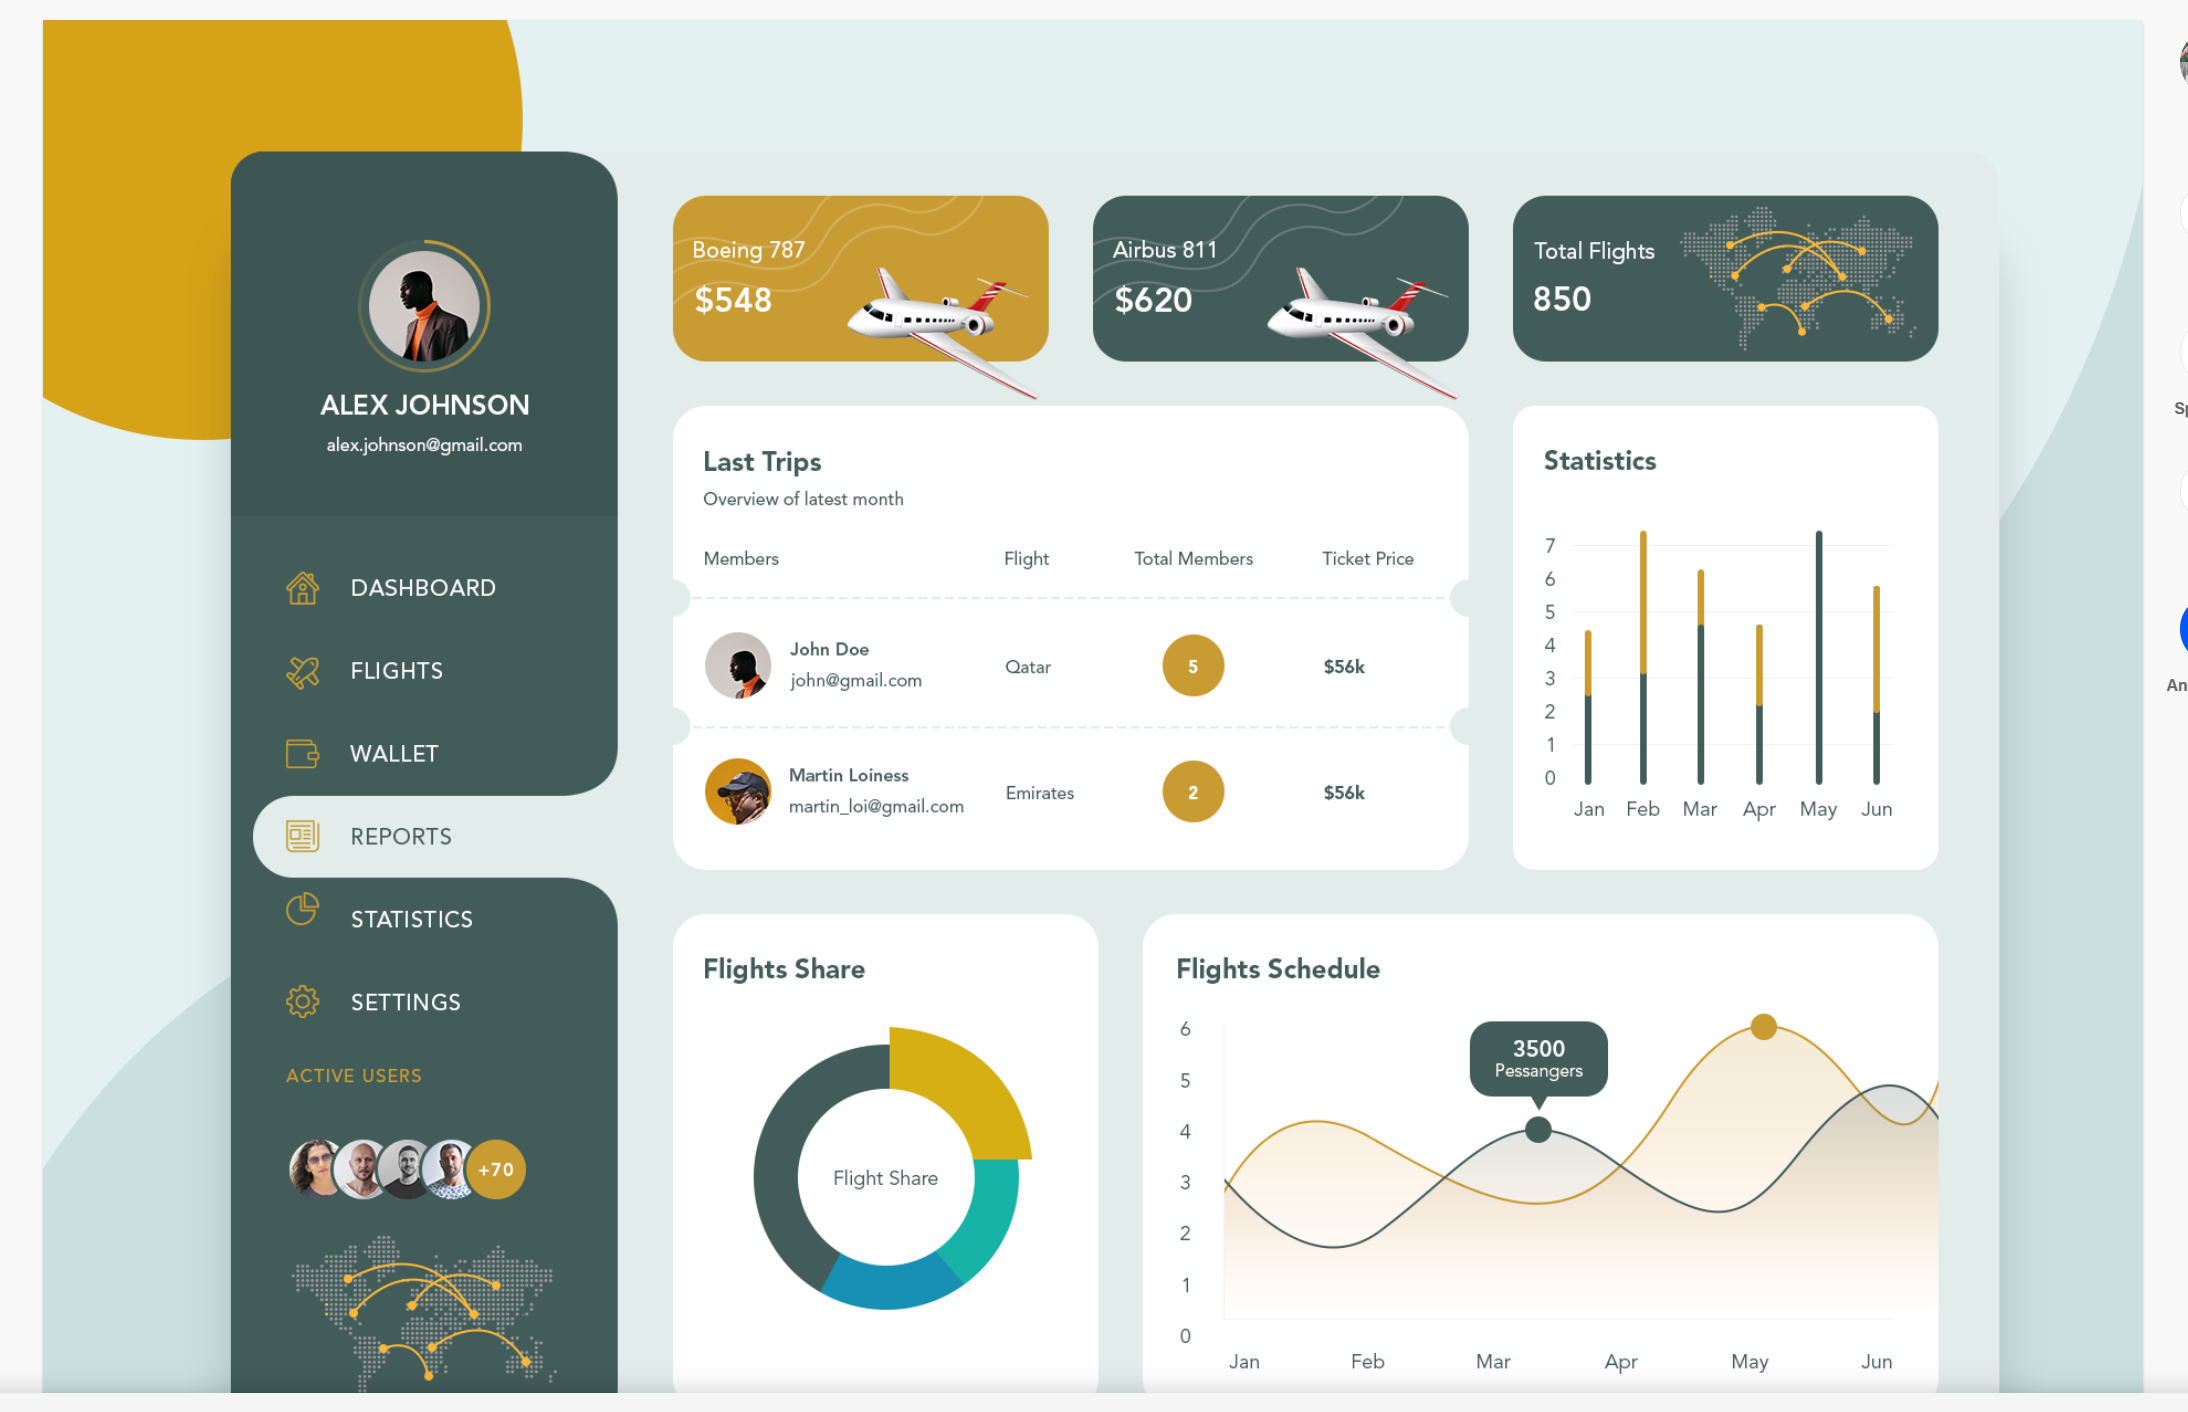 ALEX JOHNSON
alex.johnson@gmail.com
DASHBOARD
FLIGHTS
WALLET
REPORTS
STATISTICS
SETTINGS
ACTIVE USERS
+70
Boeing 787
$548
Airbus 811
$620
Total Flights
850
Last Trips
Overview of latest month
Members Flight Total Members Ticket Price
John Doe
john@gmail.com
Qatar
5
$56k
Martin Loiness
martin_loi@gmail.com
Emirates
2
$56k
Statistics
7
6
5
4
3
2
1
0
Jan Feb Mar Apr May Jun
Flights Share
Flight Share
Flights Schedule
6
5
4
3
2
1
0
3500
Pessangers
Jan Feb Mar Apr May Jun